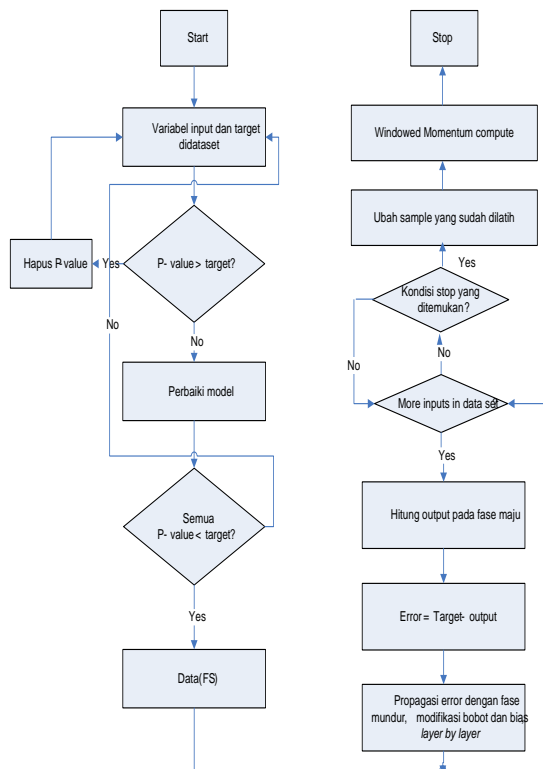 Start
Variabel input dan target
didataset
P- value > target?
Yes
Hapus P-value
No
No
Perbaiki model
Semua
P- value < target?
Yes
Data(FS)
Stop
Windowed Momentum compute
Ubah sample yang sudah dilatih
Yes
Kondisi stop yang
ditemukan?
No
No
More inputs in data set?
Yes
Hitung output pada fase maju
Error = Target- output
Propagasi error dengan fase
mundur, modifikasi bobot dan bias
layer by layer